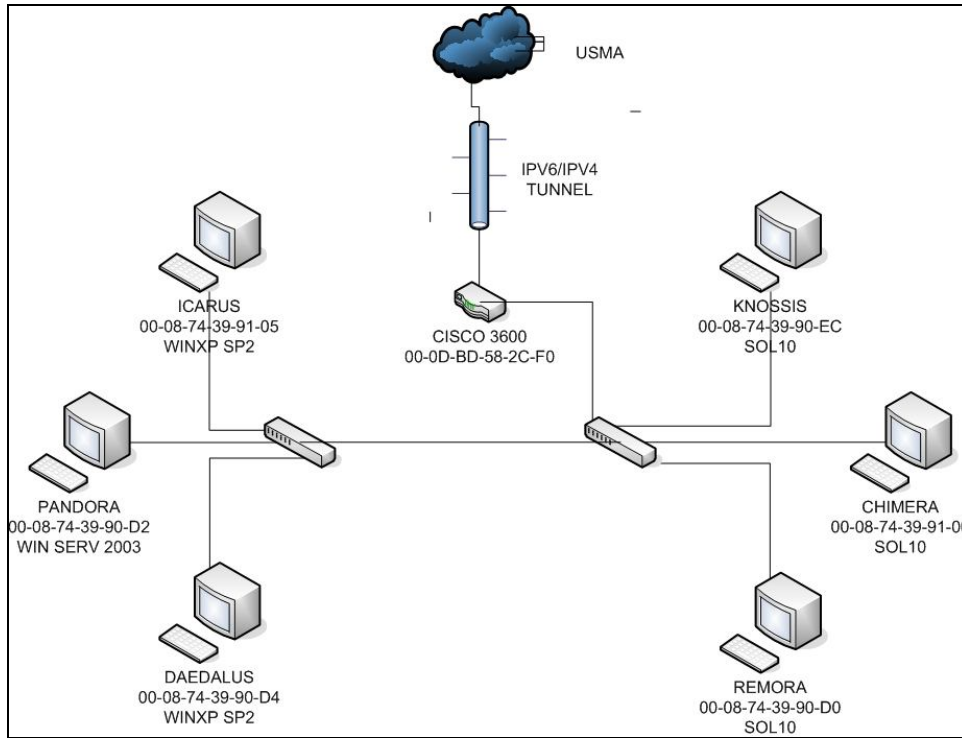 USMA
IPV6/IPV4
TUNNEL
ICARUS
00-08-74-39-91-05
WINXP SP2
CISCO 3600
00-0D-BD-58-2C-F0
KNOSSIS
00-08-74-39-90-EC
SOL10
PANDORA
00-08-74-39-90-D2
WIN SERV 2003
CHIMERA
SOL10
DAEDALUS
00-08-74-39-90-D4
WINXP SP2
REMORA
00-08-74-39-90-D0
SOL10